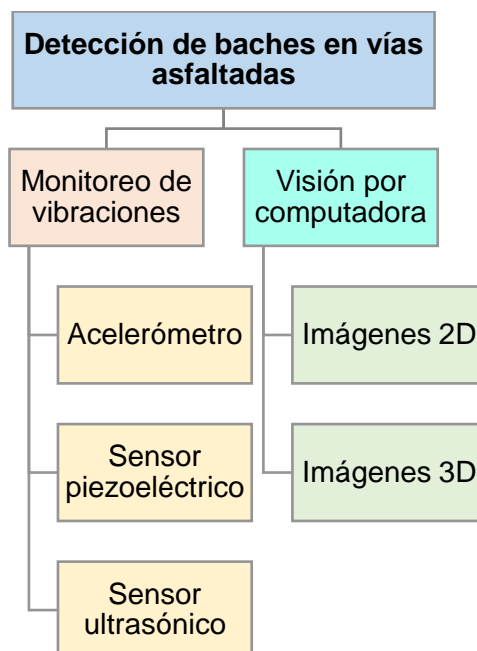 Detección de baches en vías
asfaltadas
Monitoreo de
vibraciones
Visión por
computadora
Acelerómetro
Imágenes 2D
Sensor
piezoeléctrico
Imágenes 3D
Sensor
ultrasónico